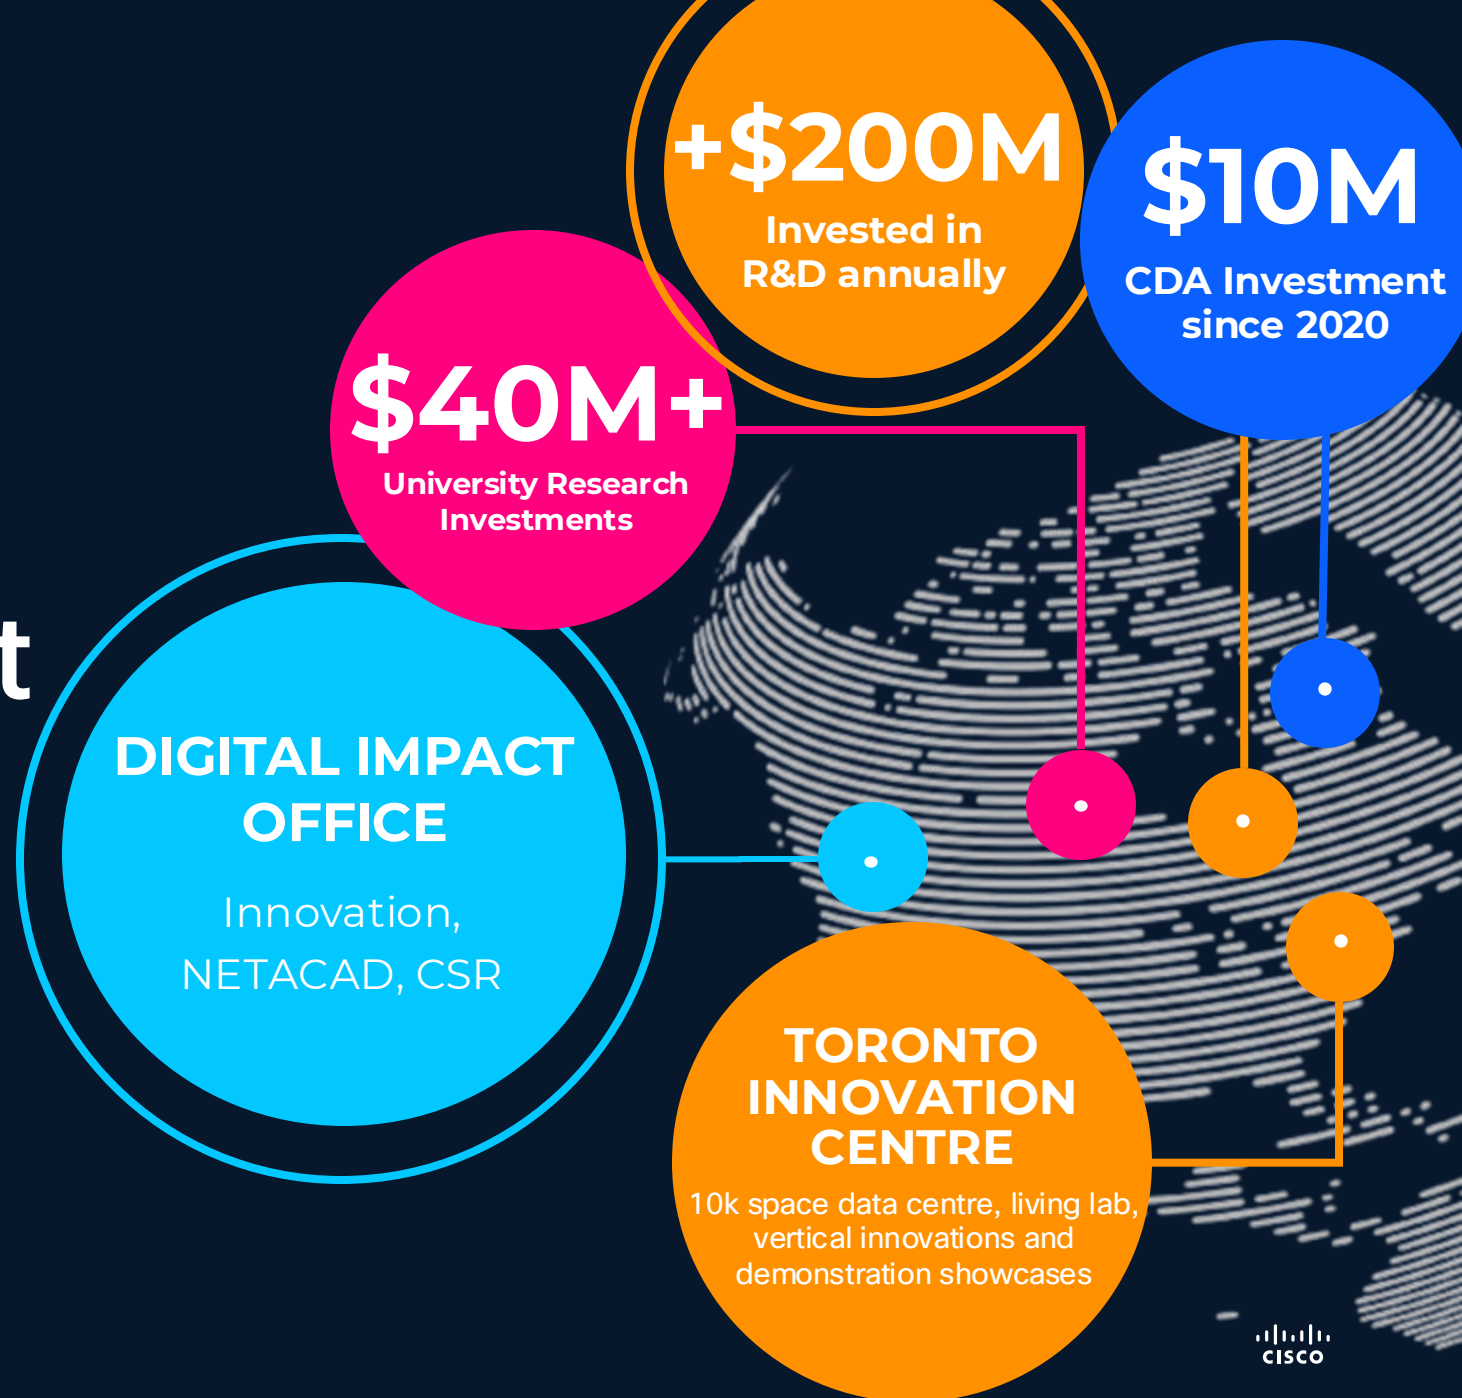 +$200M
Invested in
R&D annually
$10M
CDA Investment
since 2020
$40M+
University Research
Investments
t
DIGITAL IMPACT
OFFICE
Innovation,
NETACAD, CSR
TORONTO
INNOVATION
CENTRE
10k space data centre, living lab,
vertical innovations and
demonstration showcases
CISCO